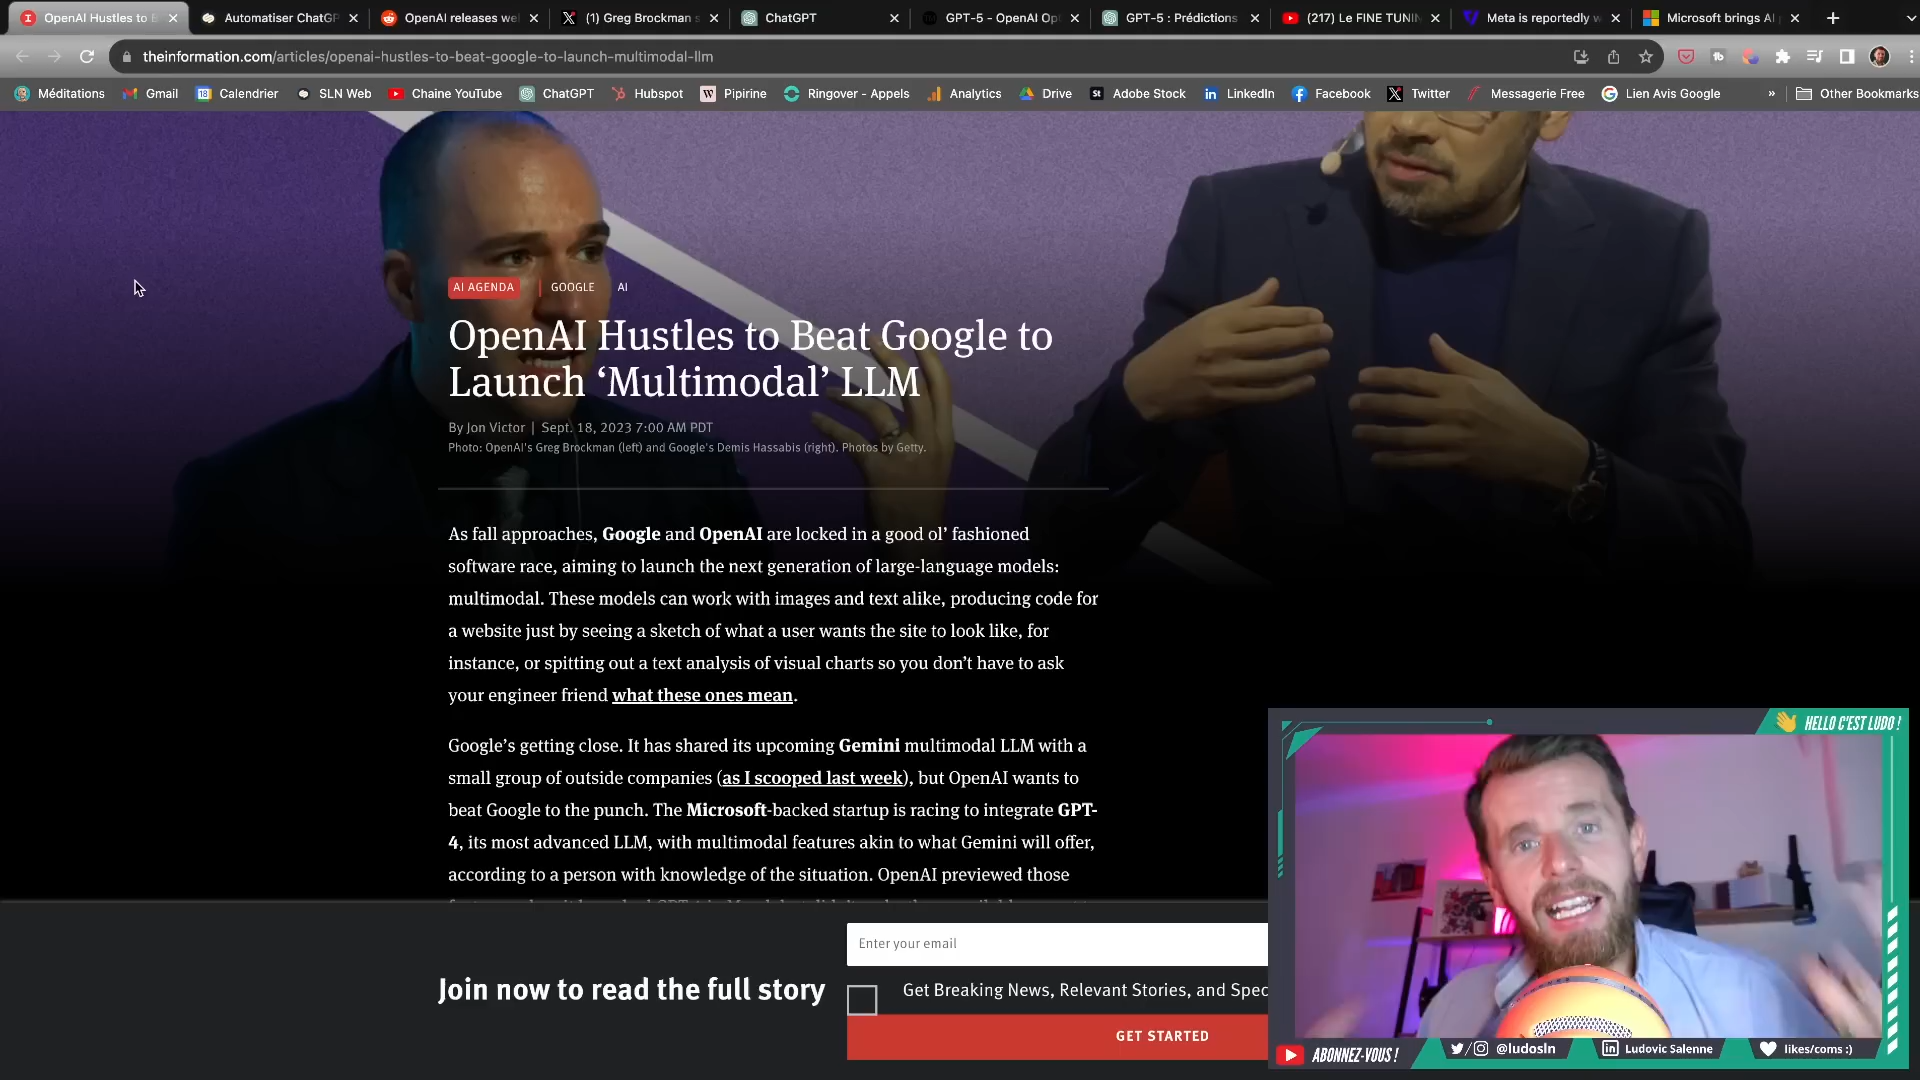 OpenAI Hustles to B
Automatiser ChatGP
OpenAI releases we
(1) Greg Brockman s
ChatGPT
GPT-5 - OpenAI Op
GPT-5 : Prédictions
(217) Le FINE TUNIN
Meta is reportedly w
Microsoft brings AI
theinformation.com/articles/openai-hustles-to-beat-google-to-launch-multimodal-llm
Méditations
Gmail
Calendrier
SLN Web
Chaine YouTube
ChatGPT
Hubspot
Pipirine
Ringover - Appels
Analytics
Drive
Adobe Stock
LinkedIn
Facebook
Twitter
Messagerie Free
Lien Avis Google
» Other Bookmarks
AI AGENDA | GOOGLE AI
OpenAI Hustles to Beat Google to
Launch ‘Multimodal’ LLM
By Jon Victor | Sept. 18, 2023 7:00 AM PDT
Photo: OpenAI's Greg Brockman (left) and Google's Demis Hassabis (right). Photos by Getty.
As fall approaches, Google and OpenAI are locked in a good ol’ fashioned
software race, aiming to launch the next generation of large-language models:
multimodal. These models can work with images and text alike, producing code for
a website just by seeing a sketch of what a user wants the site to look like, for
instance, or spitting out a text analysis of visual charts so you don’t have to ask
your engineer friend what these ones mean.
Google’s getting close. It has shared its upcoming Gemini multimodal LLM with a
small group of outside companies (as I scooped last week), but OpenAI wants to
beat Google to the punch. The Microsoft-backed startup is racing to integrate GPT-
4, its most advanced LLM, with multimodal features akin to what Gemini will offer,
according to a person with knowledge of the situation. OpenAI previewed those
Join now to read the full story
Enter your email
Get Breaking News, Relevant Stories, and Spec
GET STARTED
HELLO C'EST LUDO !
ABONNEZ-VOUS !
@ludosln
Ludovic Salenne
likes/coms :)